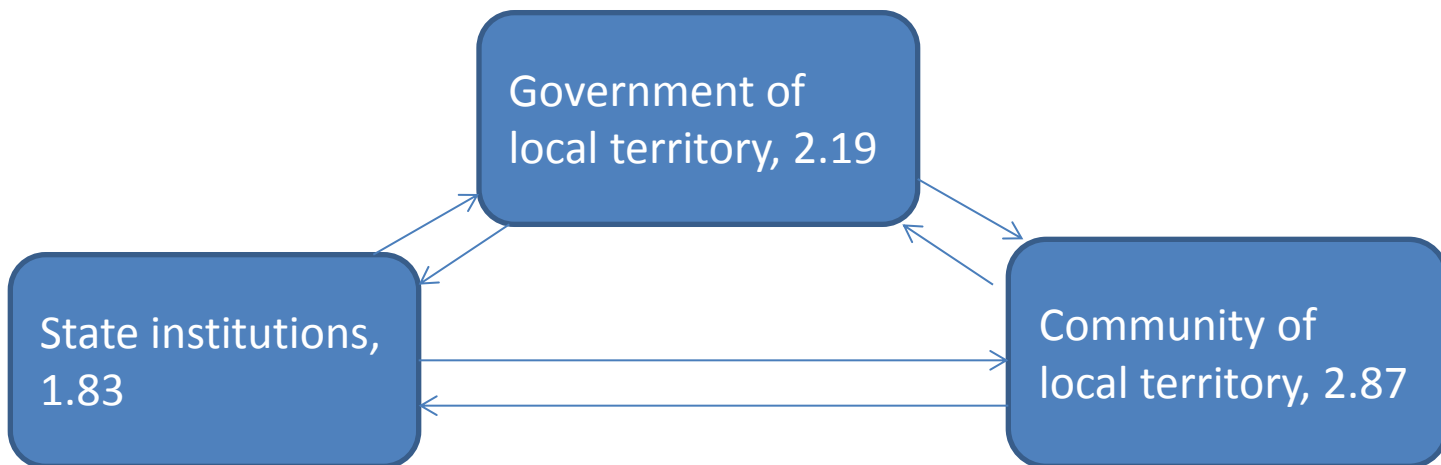 Government of
local territory, 2.19
State institutions,
1.83
Community of
local territory, 2.87